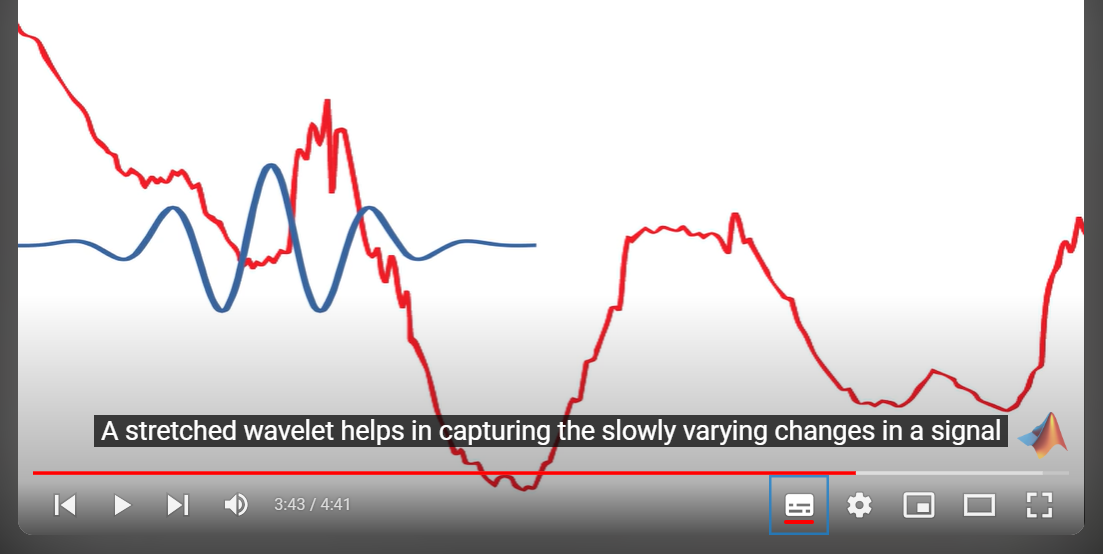 A stretched wavelet helps in capturing the slowly varying changes in a signal
3:43 / 4:41